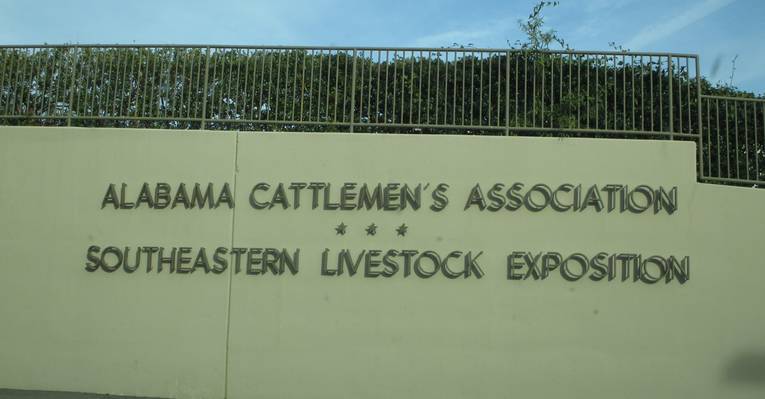 ALABAMA CATTLEMEN'S ASSOCIATION
SOUTHEASTERN LIVESTOCK EXPOSITION